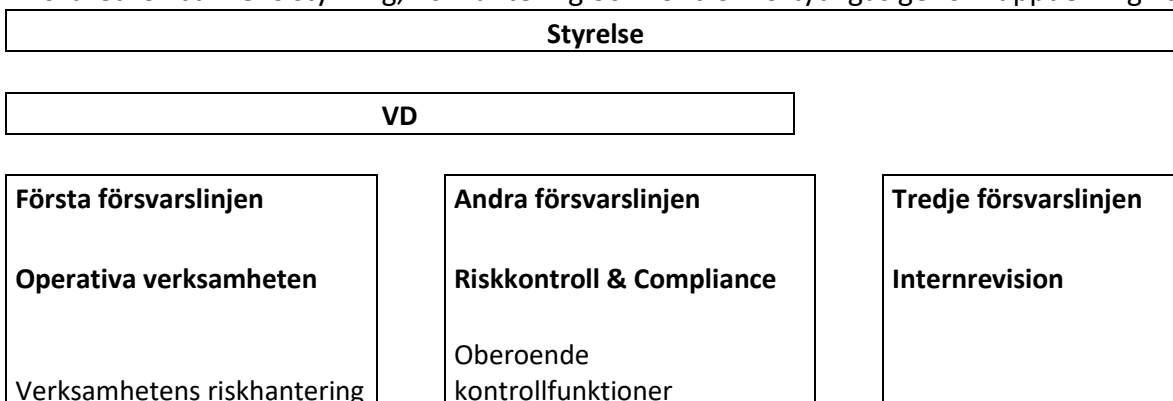 Styrelse
VD
Första försvarslinjen
Operativa verksamheten
Verksamhetens riskhantering
Andra försvarslinjen
Riskkontroll & Compliance
Oberoende
kontrollfunktioner
Tredje försvarslinjen
Internrevision